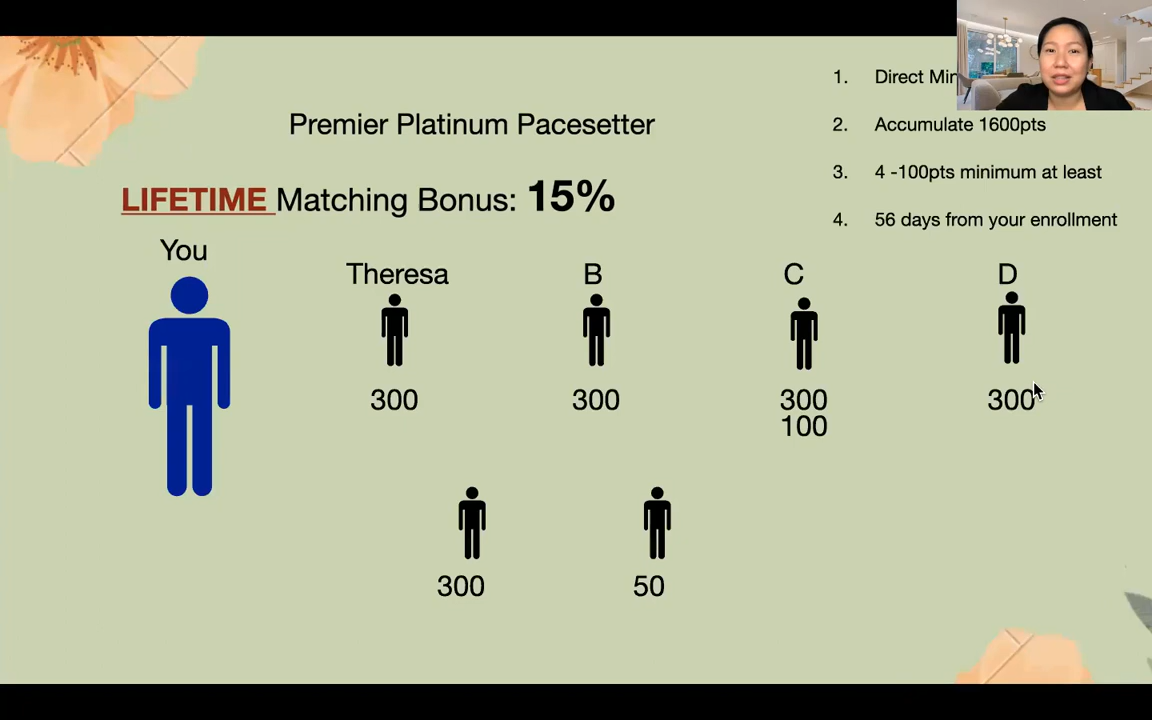 Premier Platinum Pacesetter
LIFETIME Matching Bonus: 15%
1. Direct
2. Accumulate 1600pts
3. 4 -100pts minimum at least
4. 56 days from your enrollment
You
Theresa B C D
300 300 300 300
100
300 50